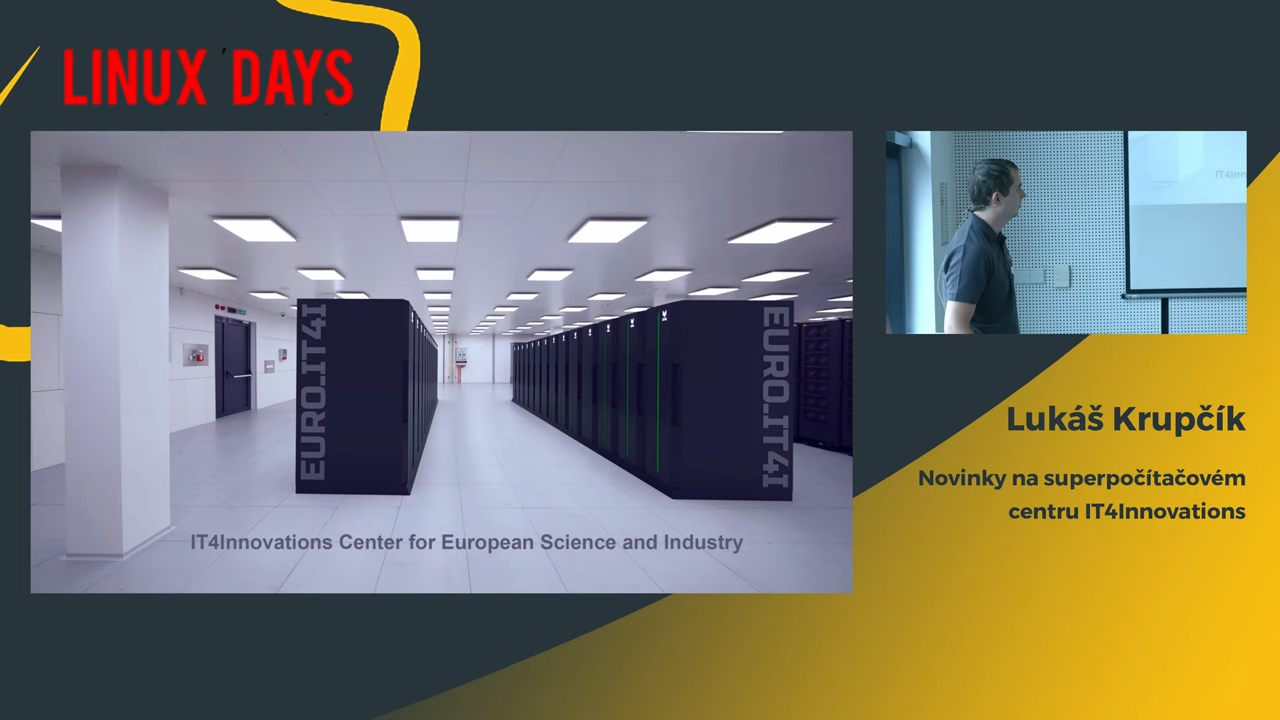 LINUX DAYS
EURO.IT4I
EURO.IT4I
IT4Innovations Center for European Science and Industry
IT4Inn
Lukáš Krupčík
Novinky na superpočítačovém
centru IT4Innovations